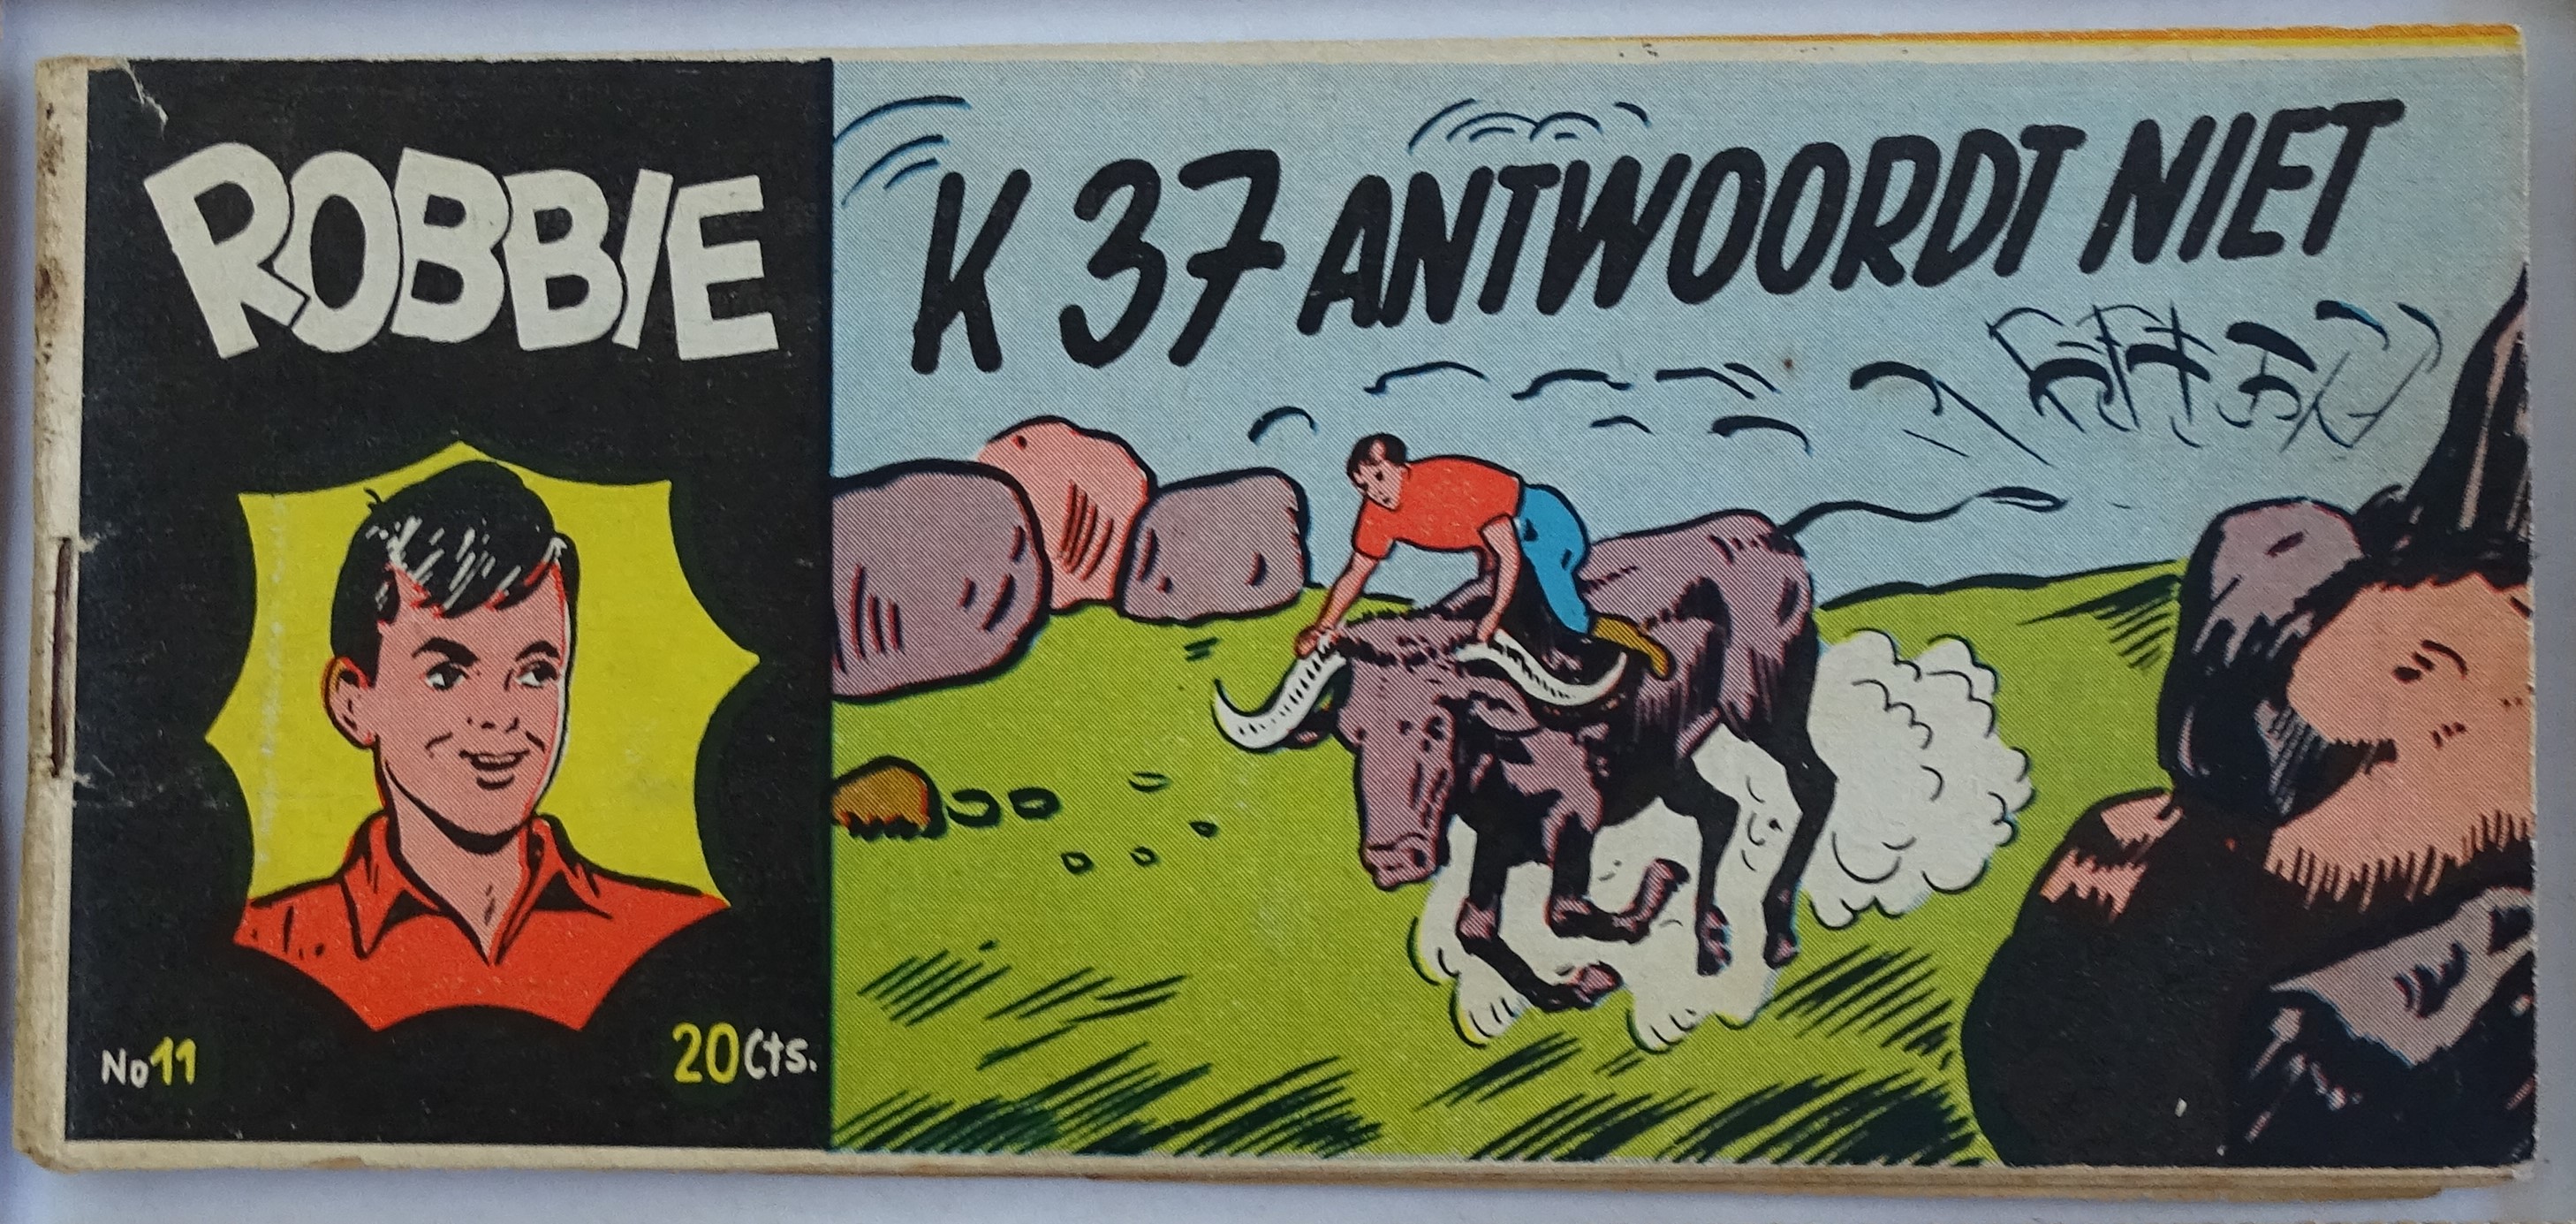 ROBBIE
K 37 ANTWOORDT NIET
No 11
20 Cts.